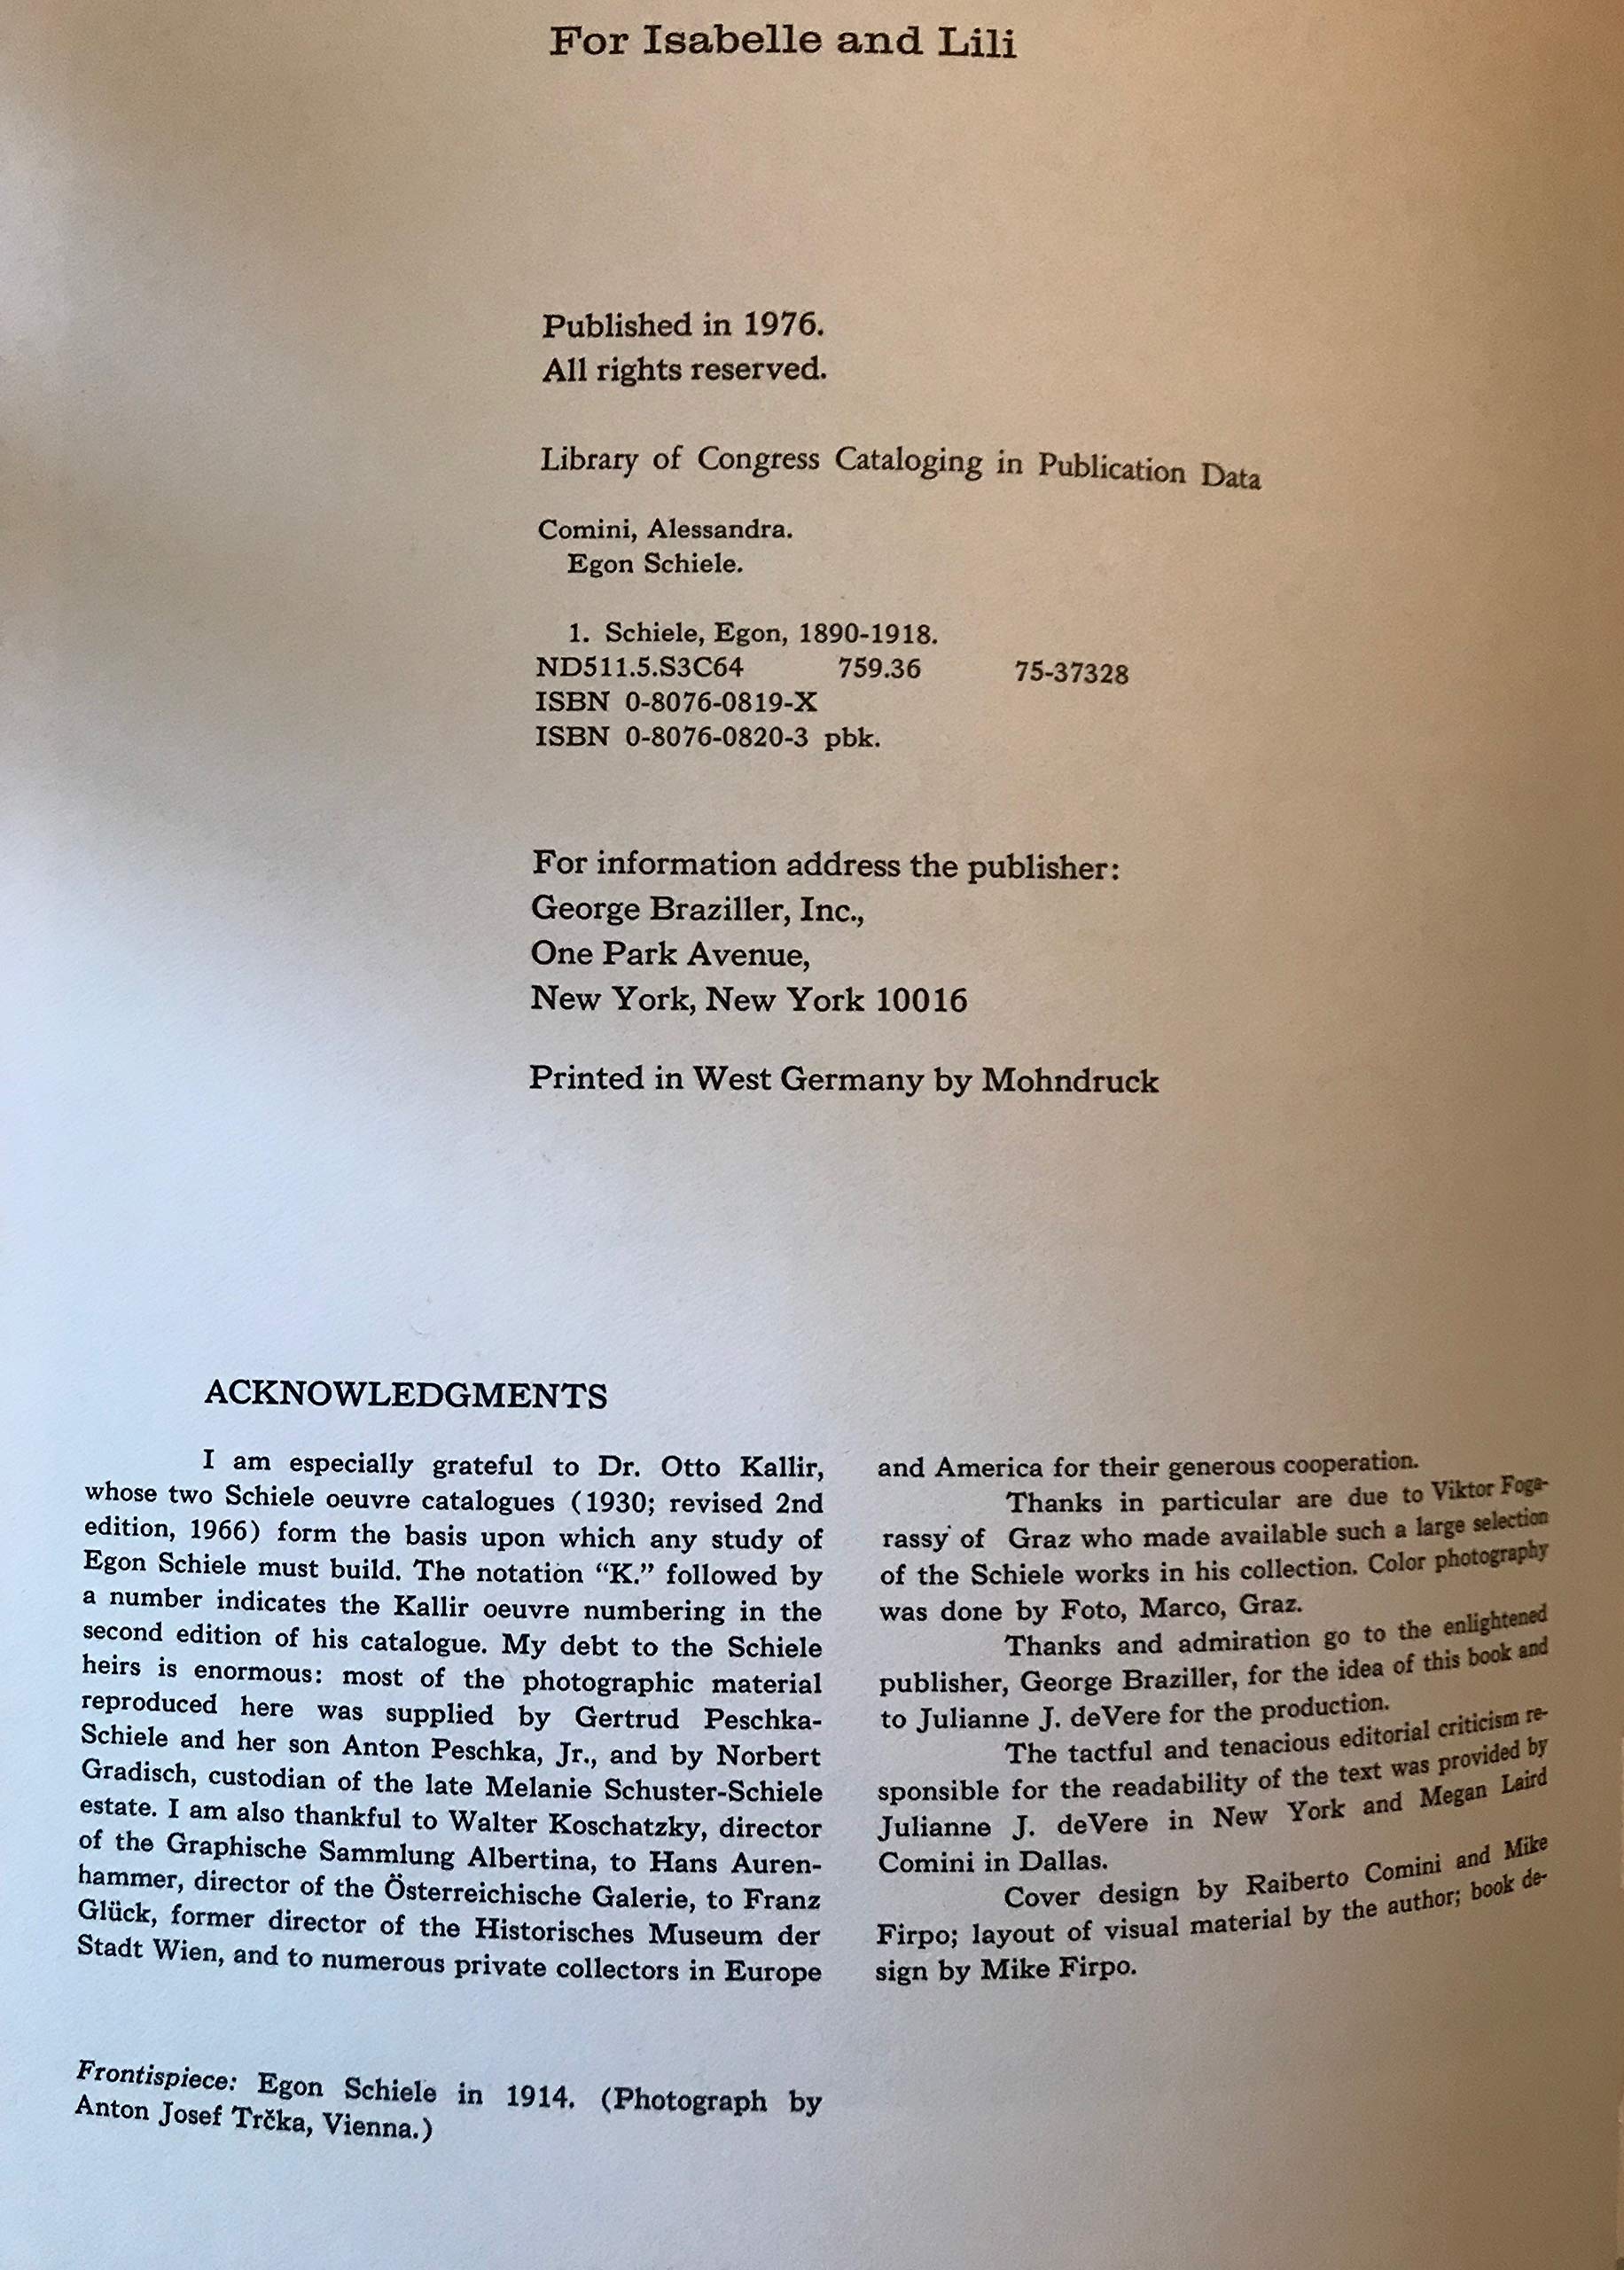 For Isabelle and Lili
Published in 1976.
All rights reserved.
Library of Congress Cataloging in Publication Data
Comini, Alessandra.
Egon Schiele.
1. Schiele, Egon, 1890-1918.
ND511.5.S3C64 759.36 75-37328
ISBN 0-8076-0819-X
ISBN 0-8076-0820-3 pbk.
For information address the publisher:
George Braziller, Inc.,
One Park Avenue,
New York, New York 10016
Printed in West Germany by Mohndruck
ACKNOWLEDGMENTS
I am especially grateful to Dr. Otto Kallir,
whose two Schiele oeuvre catalogues (1930; revised 2nd
edition, 1966) form the basis upon which any study of
Egon Schiele must build. The notation “K.” followed by
a number indicates the Kallir oeuvre numbering in the
second edition of his catalogue. My debt to the Schiele
heirs is enormous: most of the photographic material
reproduced here was supplied by Gertrud Peschka-
Schiele and her son Anton Peschka, Jr., and by Norbert
Gradisch, custodian of the late Melanie Schuster-Schiele
estate. I am also thankful to Walter Koschatzky, director
of the Graphische Sammlung Albertina, to Hans Auren-
hammer, director of the Österreichische Galerie, to Franz
Glück, former director of the Historisches Museum der
Stadt Wien, and to numerous private collectors in Europe
and America for their generous cooperation.
Thanks in particular are due to Viktor Foga-
rassy of Graz who made available such a large selection
of the Schiele works in his collection. Color photography
was done by Foto, Marco, Graz.
Thanks and admiration go to the enlightened
publisher, George Braziller, for the idea of this book and
to Julianne J. deVere for the production.
The tactful and tenacious editorial criticism re-
sponsible for the readability of the text was provided by
Julianne J. deVere in New York and Megan Laird
Comini in Dallas.
Cover design by Raiberto Comini and Mike
Firpo; layout of visual material by the author; book de-
sign by Mike Firpo.
Frontispiece: Egon Schiele in 1914. (Photograph by
Anton Josef Trčka, Vienna.)